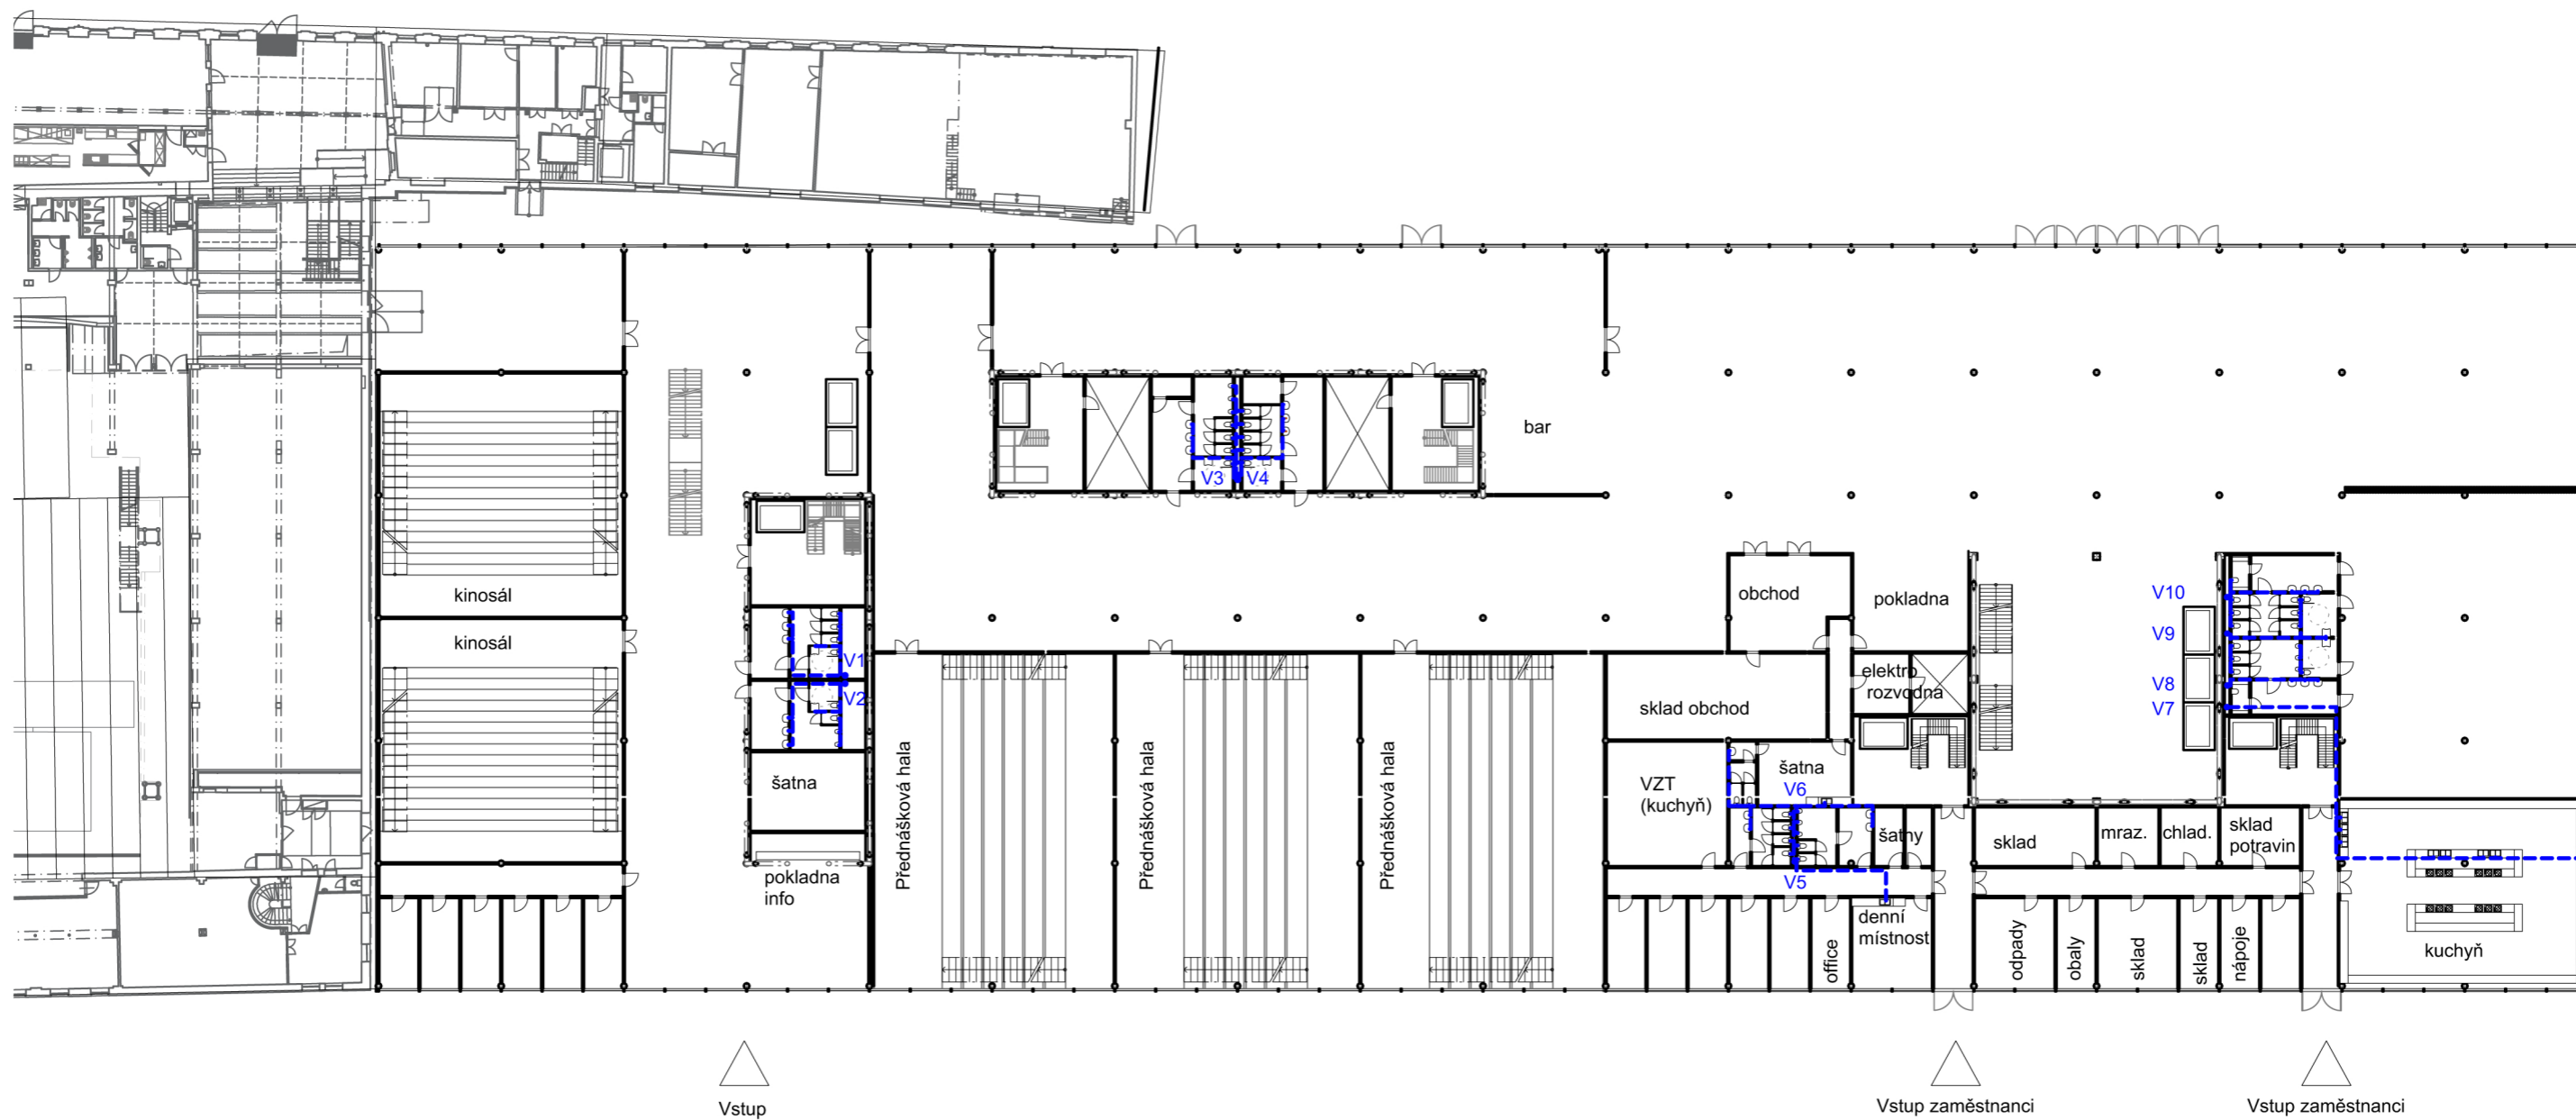 bar
V3
V4
kinosál
kinosál
obchod
pokladna
V10
V9
V8
V7
V1
V2
elektro
rozvodna
sklad obchod
šatna
Přednášková hala
Přednášková hala
Přednášková hala
VZT
(kuchyň)
šatna
V6
šatny
sklad
mraz.
chlad.
sklad
potravin
pokladna
info
V5
denní
místnost
office
odpady
obaly
sklad
sklad
nápoje
kuchyň
Vstup
Vstup zaměstnanci
Vstup zaměstnanci